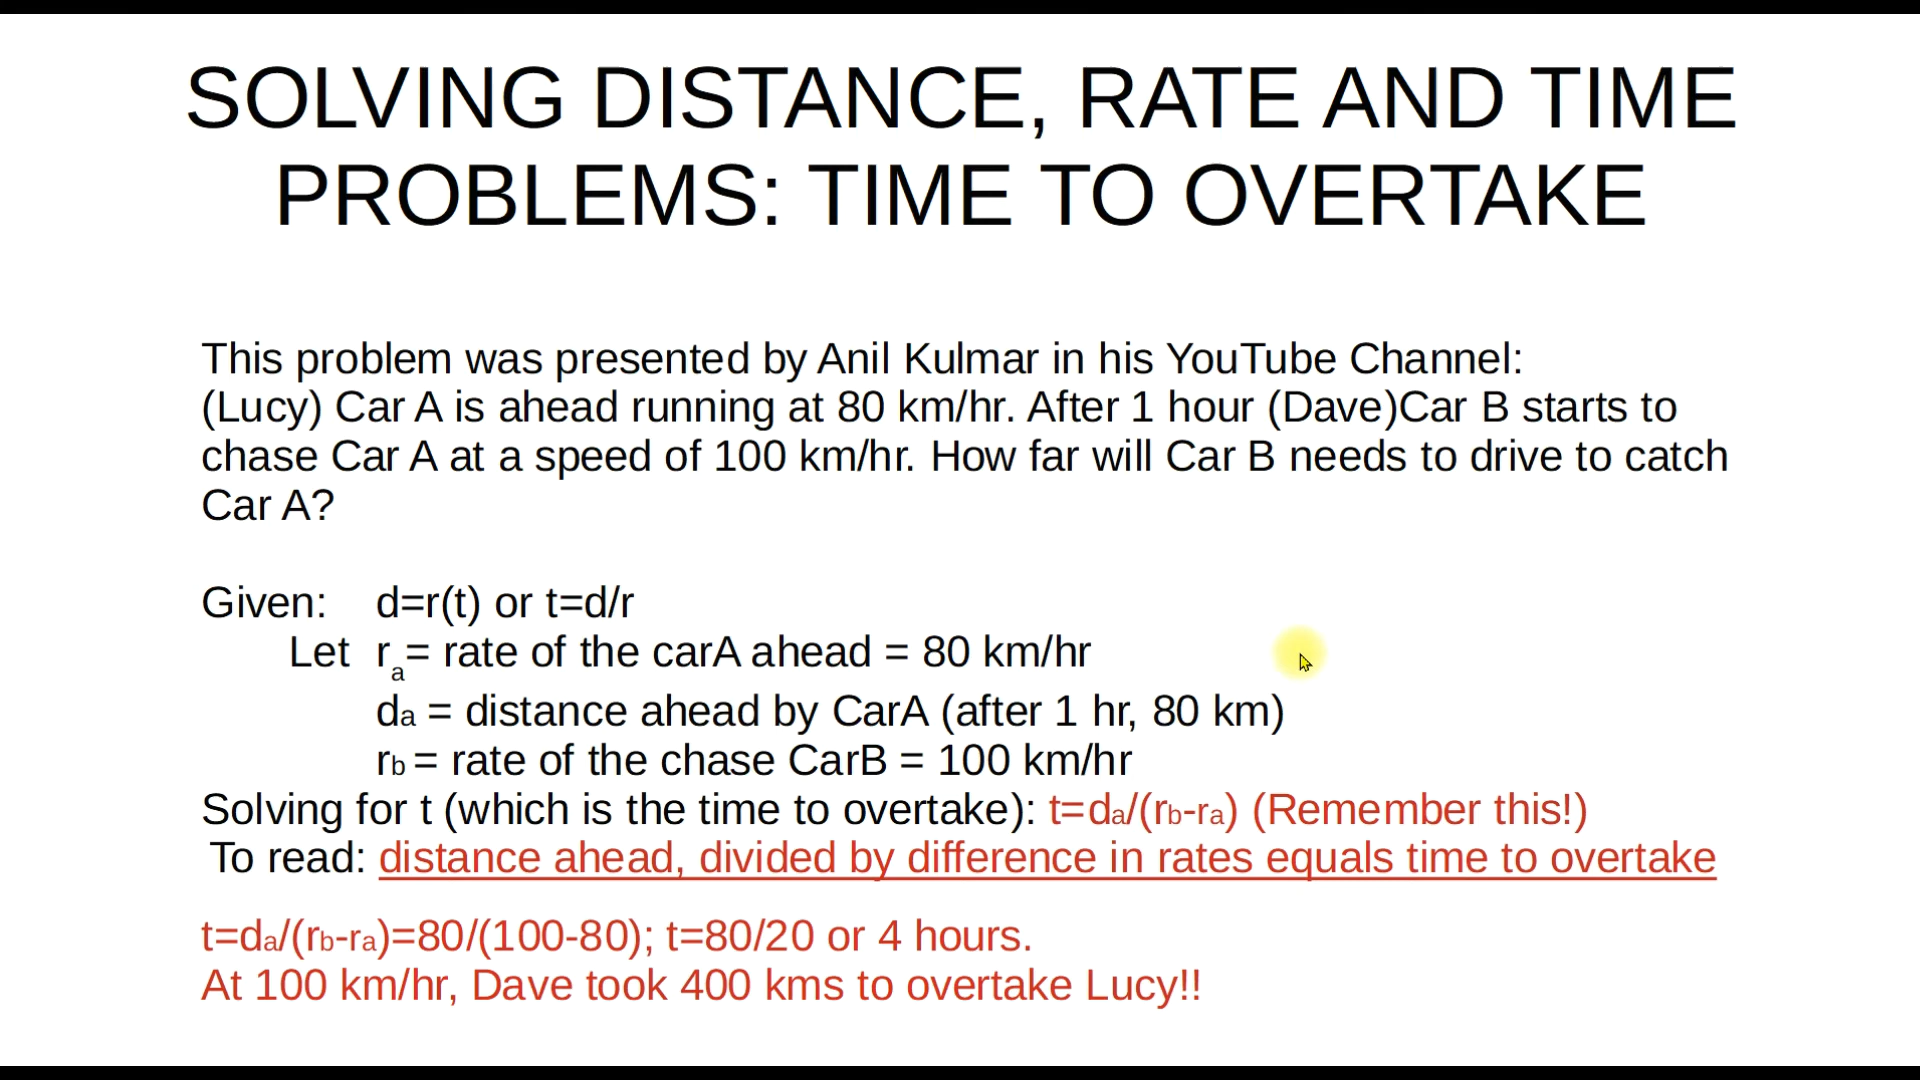 SOLVING DISTANCE, RATE AND TIME
PROBLEMS: TIME TO OVERTAKE
This problem was presented by Anil Kulmar in his YouTube Channel:
(Lucy) Car A is ahead running at 80 km/hr. After 1 hour (Dave)Car B starts to
chase Car A at a speed of 100 km/hr. How far will Car B needs to drive to catch
Car A?
Given: d=r(t) or t=d/r
Let ra= rate of the carA ahead = 80 km/hr
da = distance ahead by CarA (after 1 hr, 80 km)
rb = rate of the chase CarB = 100 km/hr
Solving for t (which is the time to overtake): t=da/(rb-ra) (Remember this!)
To read: distance ahead, divided by difference in rates equals time to overtake
t=da/(rb-ra)=80/(100-80); t=80/20 or 4 hours.
At 100 km/hr, Dave took 400 kms to overtake Lucy!!